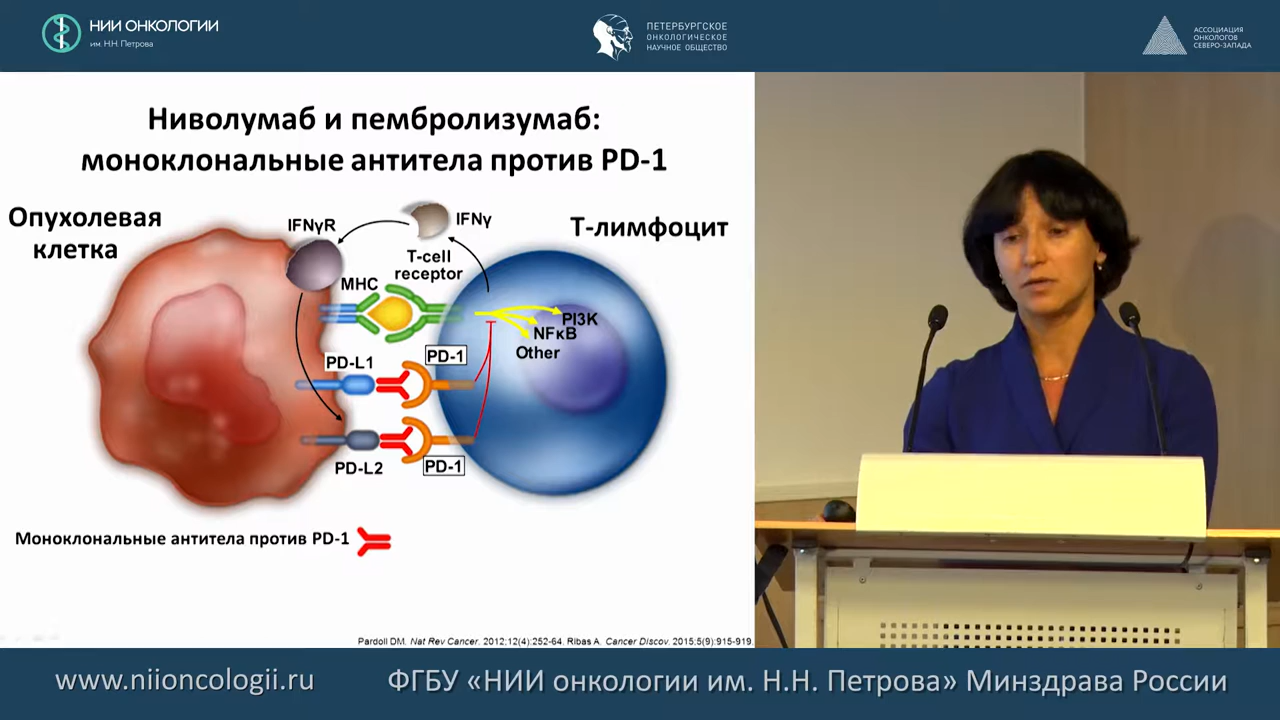 НИИ ОНКОЛОГИИ
им. Н.Н. Петрова
ПЕТЕРБУРГСКОЕ
ОНКОЛОГИЧЕСКОЕ
НАУЧНОЕ ОБЩЕСТВО
АССОЦИАЦИЯ
ОНКОЛОГОВ
СЕВЕРО-ЗАПАДА
Ниволумаб и пембролизумаб:
моноклональные антитела против PD-1
Опухолевая
клетка
IFNγR
IFNγ
Т-лимфоцит
T-cell
receptor
MHC
PI3K
NFκB
Other
PD-L1
PD-1
PD-L2
PD-1
Моноклональные антитела против PD-1
Pardoll DM. Nat Rev Cancer. 2012;12(4):252-64. Ribas A. Cancer Discov. 2015;5(9):915-919.
www.niioncologii.ru
ФГБУ «НИИ онкологии им. Н.Н. Петрова» Минздрава России